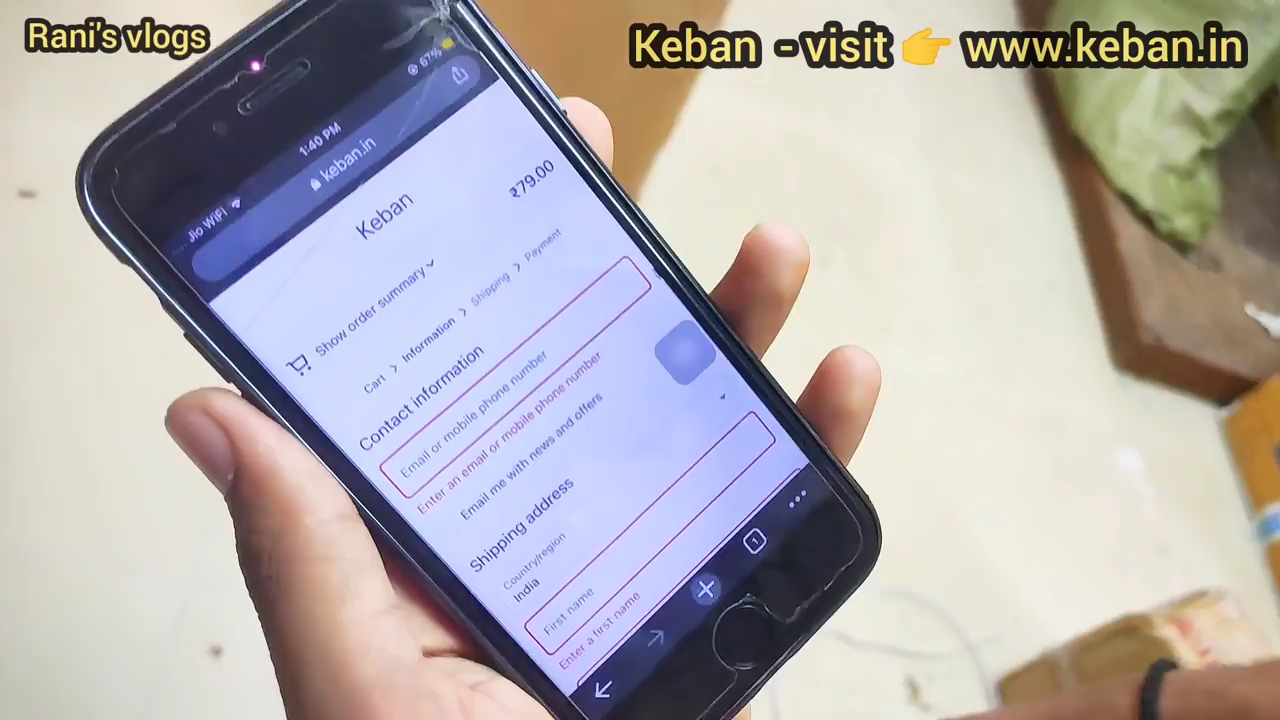 Rani's vlogs
Keban - visit 👉 www.keban.in
67%
1:40 PM
Jio WiFi
keban.in
Keban
₹79.00
Show order summary
Cart > Information > Shipping > Payment
Contact information
Email or mobile phone number
Enter an email or mobile phone number
Email me with news and offers
Shipping address
Country/region
India
First name
Enter a first name
1